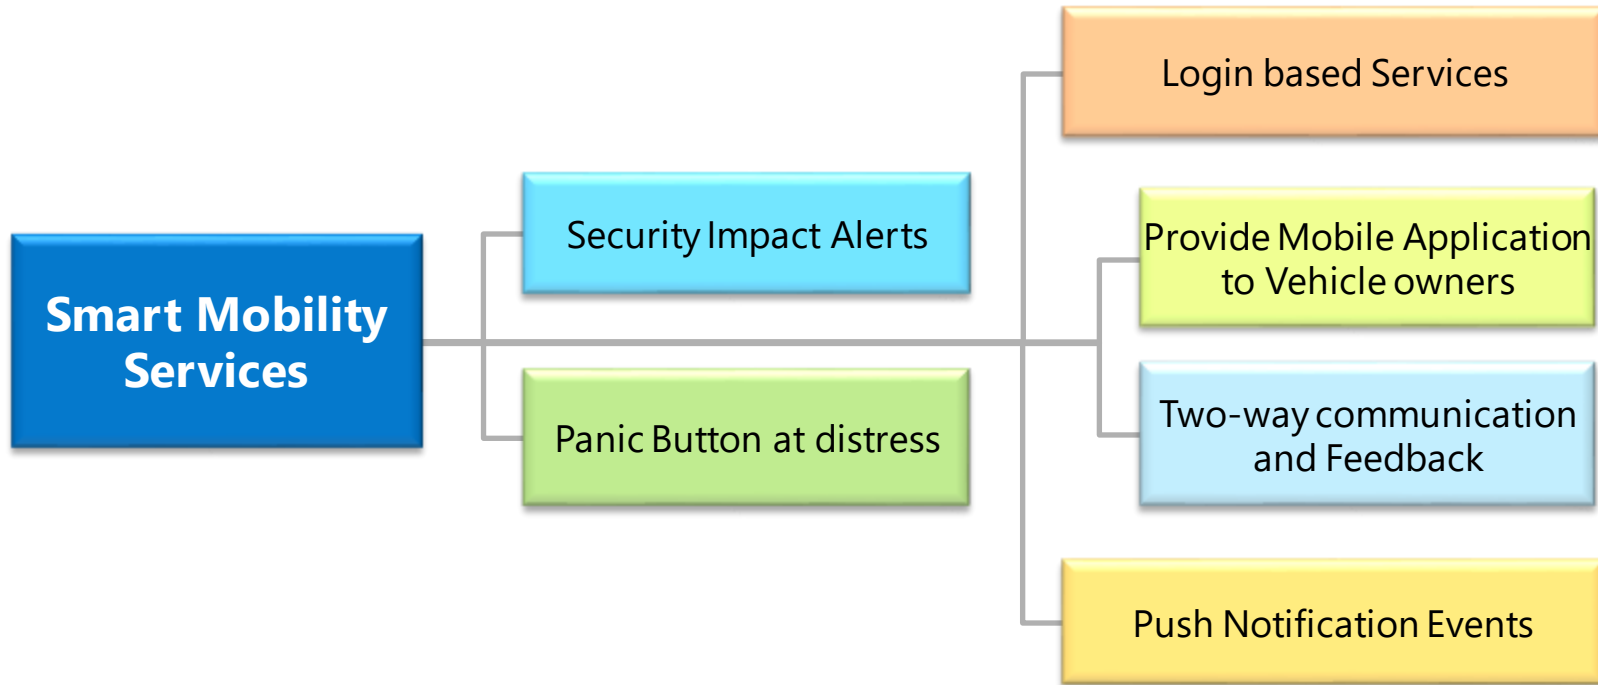 Smart Mobility
Services
Security Impact Alerts
Panic Button at distress
Login based Services
Provide Mobile Application
to Vehicle owners
Two-way communication
and Feedback
Push Notification Events